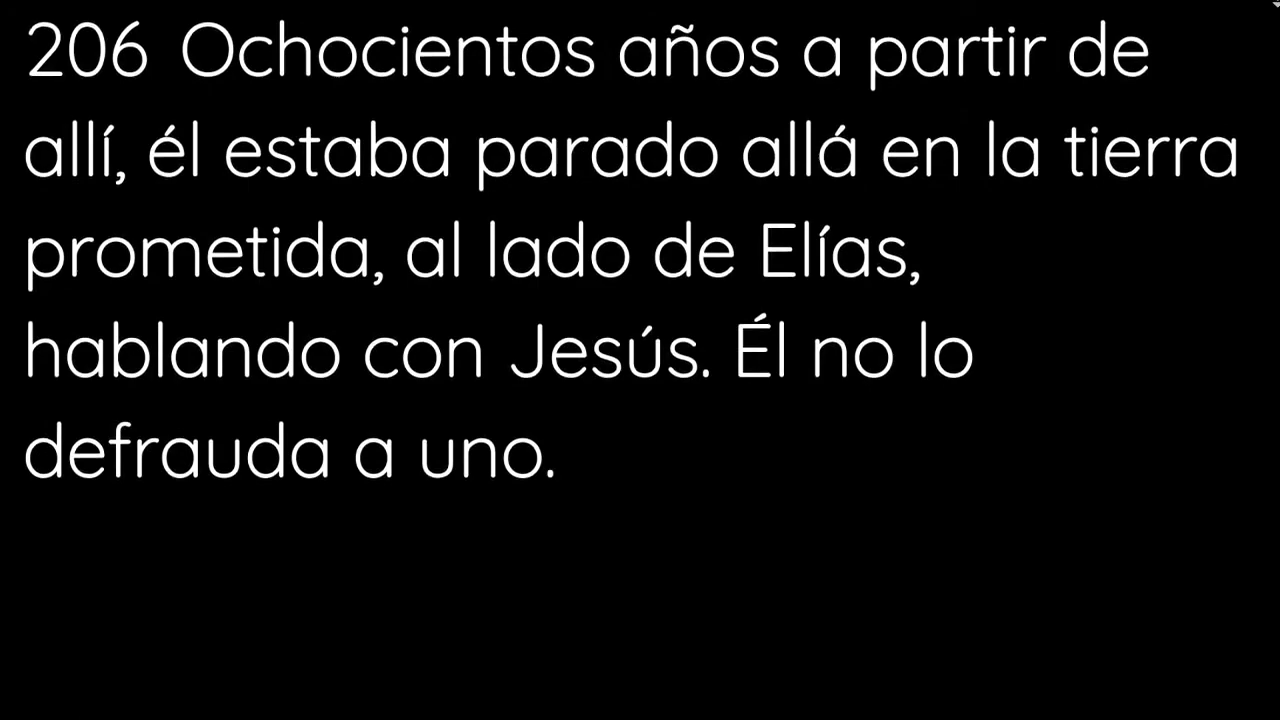 206 Ochocientos años a partir de
allí, él estaba parado allá en la tierra
prometida, al lado de Elías,
hablando con Jesús. Él no lo
defrauda a uno.